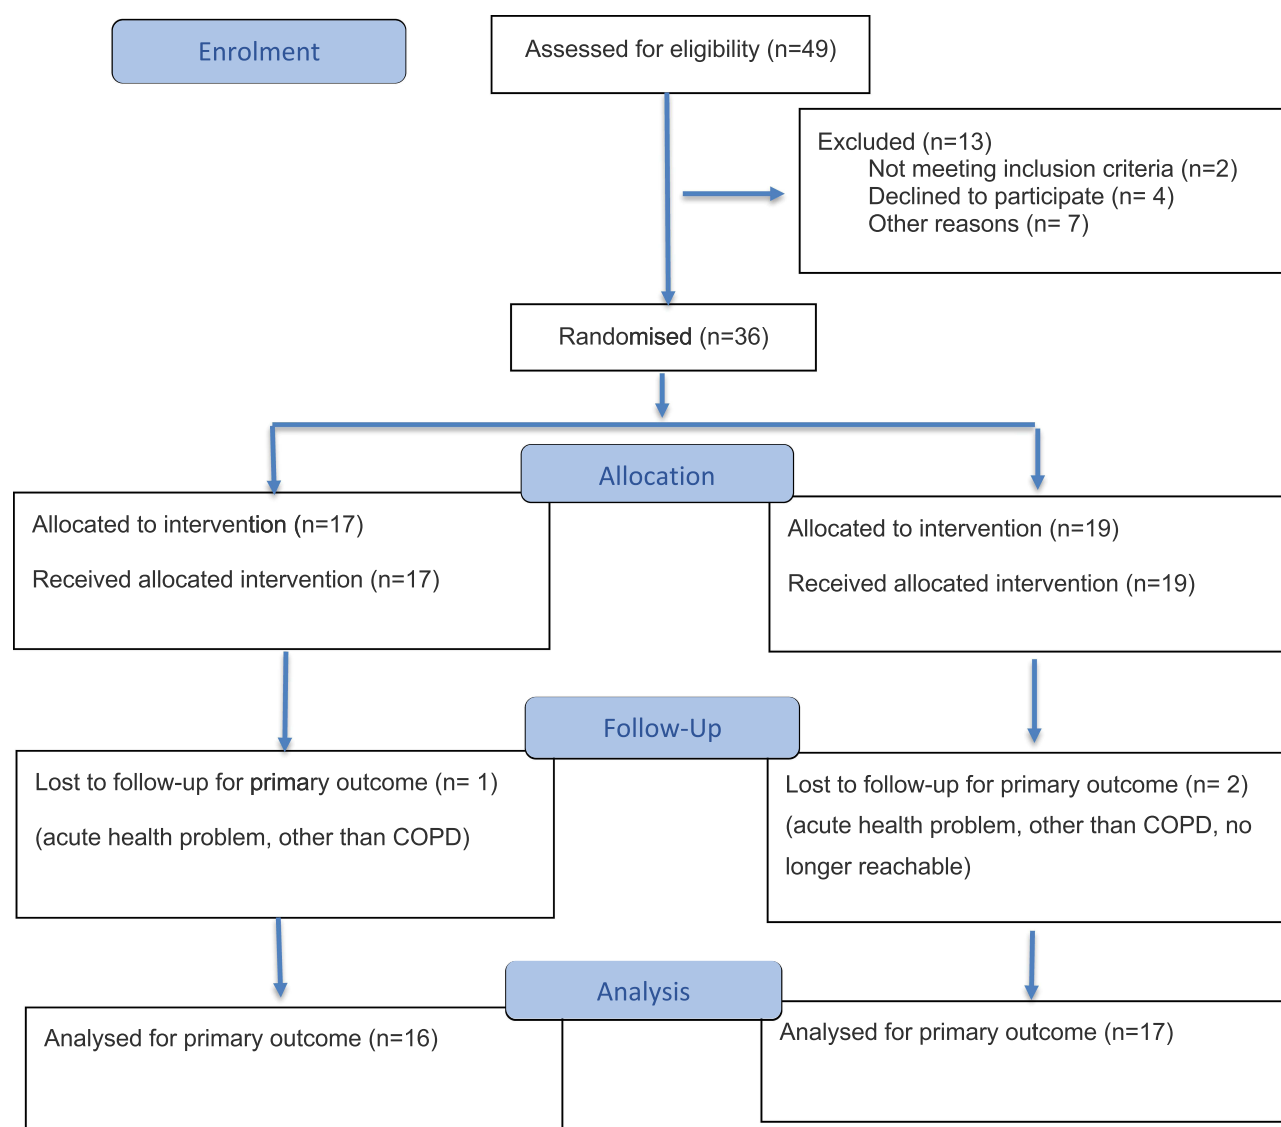 Enrolment
Assessed for eligibility (n=49)
Excluded (n=13)
Not meeting inclusion criteria (n=2)
Declined to participate (n= 4)
Other reasons (n= 7)
Randomised (n=36)
Allocation
Allocated to intervention (n=17)
Received allocated intervention (n=17)
Allocated to intervention (n=19)
Received allocated intervention (n=19)
Follow-Up
Lost to follow-up for primary outcome (n= 1)
(acute health problem, other than COPD)
Lost to follow-up for primary outcome (n= 2)
(acute health problem, other than COPD, no
longer reachable)
Analysis
Analysed for primary outcome (n=16)
Analysed for primary outcome (n=17)